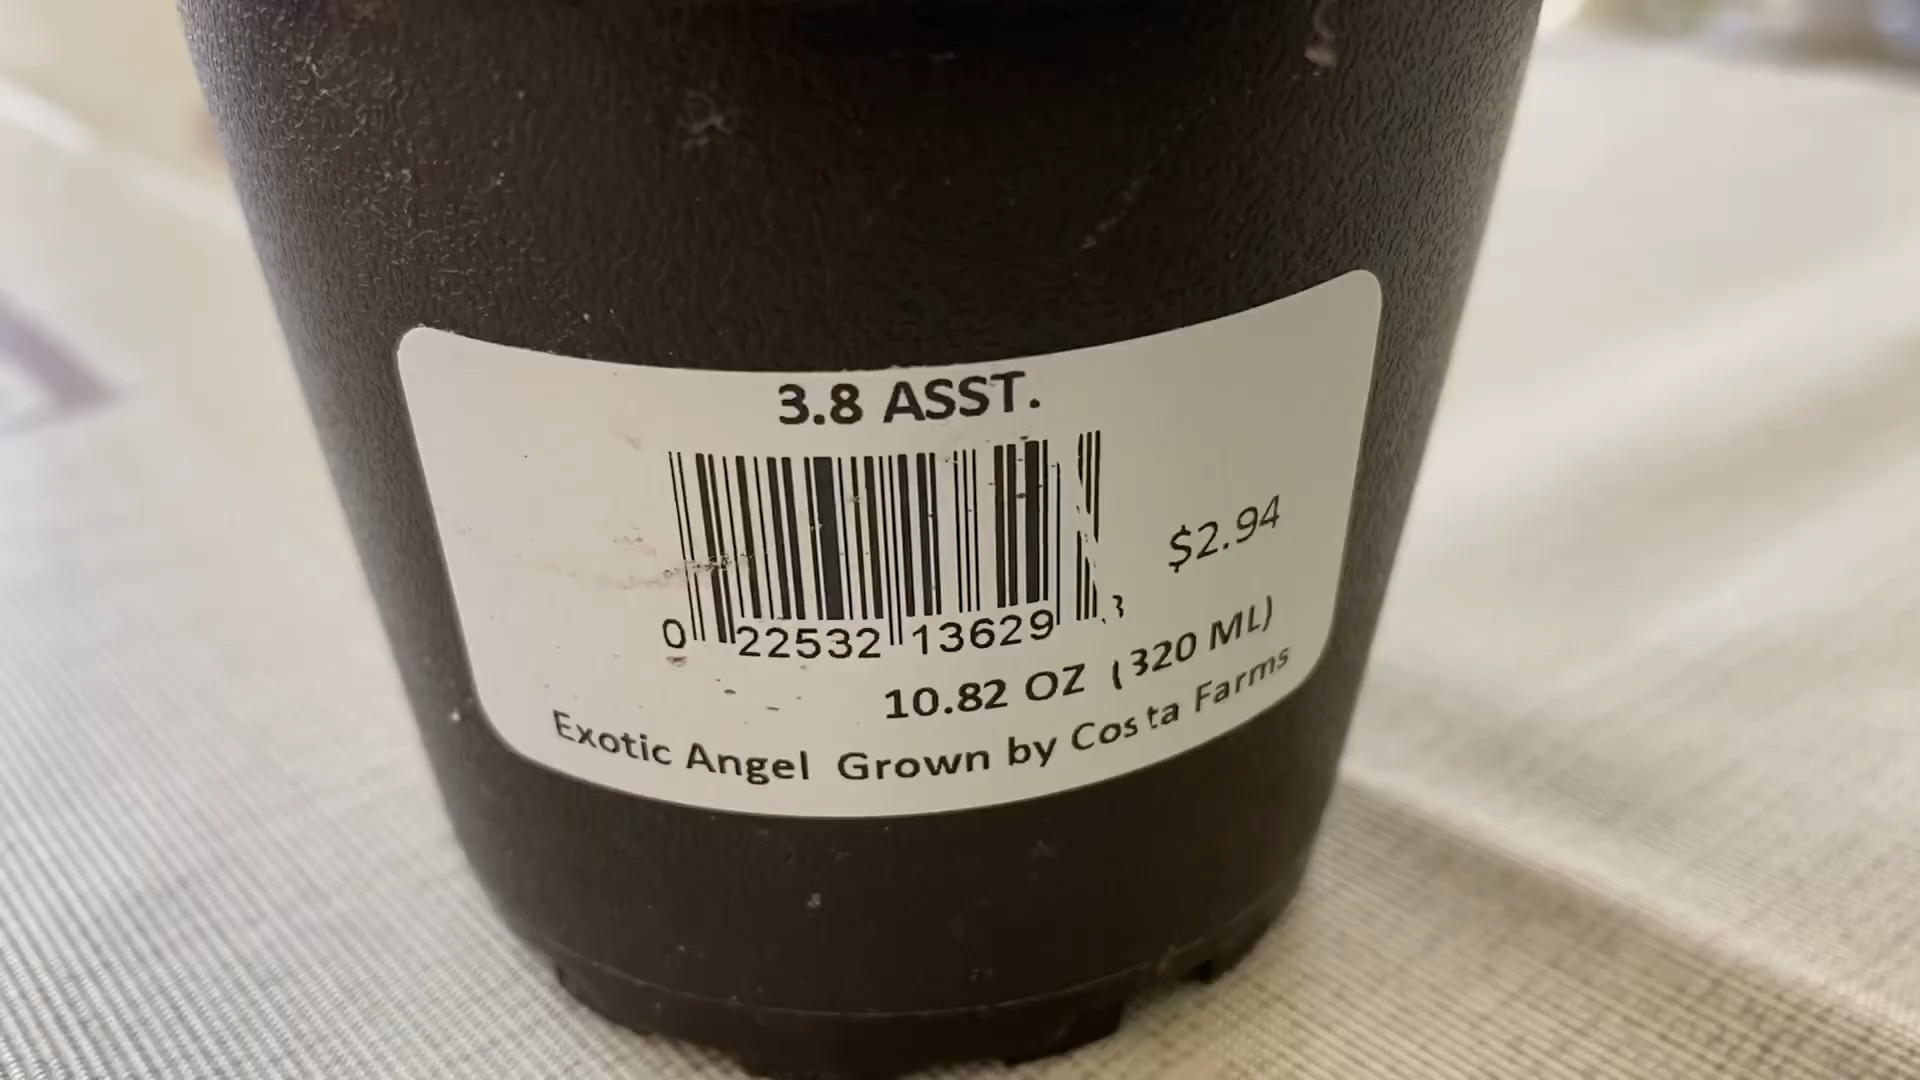 3.8 ASST.
$2.94
0 22532 13629 3
10.82 OZ (320 ML)
Exotic Angel Grown by Costa Farms